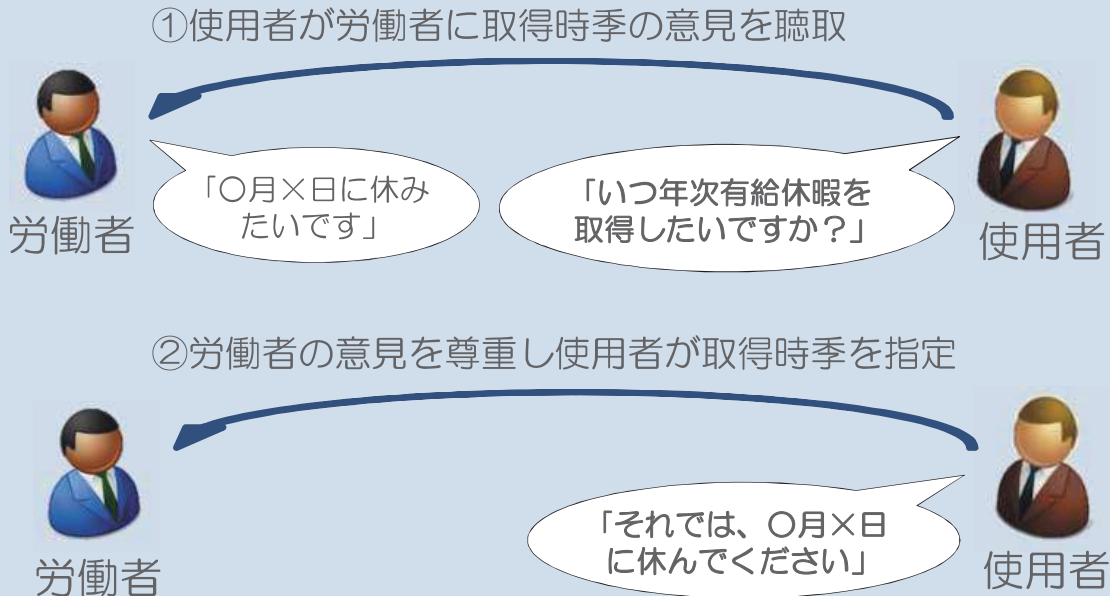 ①使用者が労働者に取得時季の意見を聴取
「〇月×日に休み
たいです」
「いつ年次有給休暇を
取得したいですか？」
労働者
使用者
②労働者の意見を尊重し使用者が取得時季を指定
「それでは、〇月×日
に休んでください」
労働者
使用者